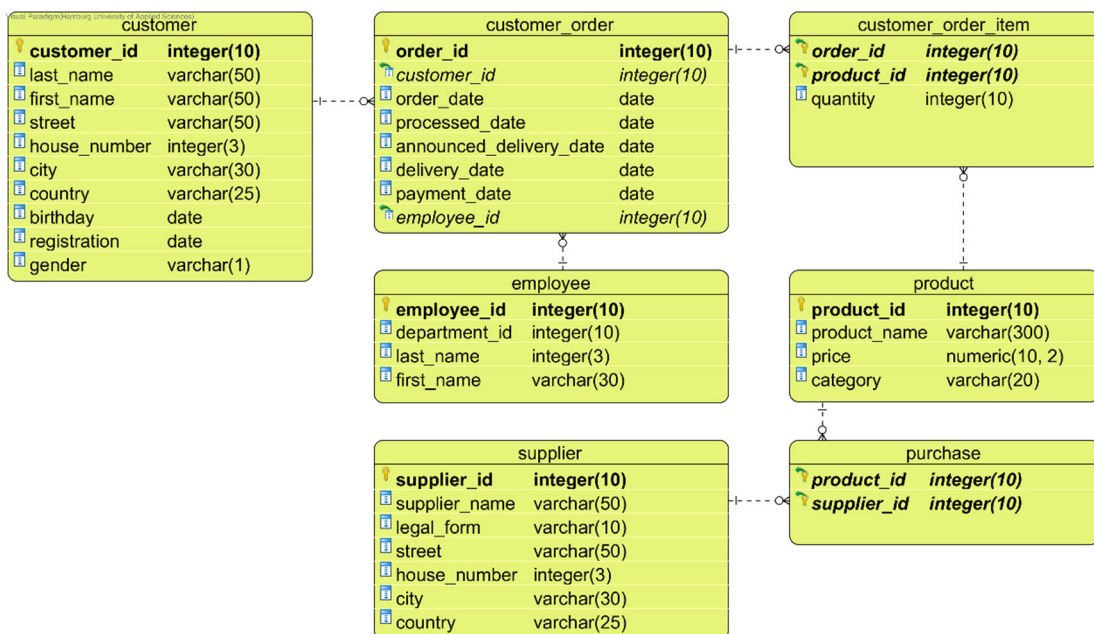 Visual Paradigm(Hamburg University of Applied Sciences)
customer
customer_id integer(10)
last_name varchar(50)
first_name varchar(50)
street varchar(50)
house_number integer(3)
city varchar(30)
country varchar(25)
birthday date
registration date
gender varchar(1)
customer_order
order_id integer(10)
customer_id integer(10)
order_date date
processed_date date
announced_delivery_date date
delivery_date date
payment_date date
employee_id integer(10)
customer_order_item
order_id integer(10)
product_id integer(10)
quantity integer(10)
employee
employee_id integer(10)
department_id integer(10)
last_name integer(3)
first_name varchar(30)
product
product_id integer(10)
product_name varchar(300)
price numeric(10, 2)
category varchar(20)
supplier
supplier_id integer(10)
supplier_name varchar(50)
legal_form varchar(10)
street varchar(50)
house_number integer(3)
city varchar(30)
country varchar(25)
purchase
product_id integer(10)
supplier_id integer(10)